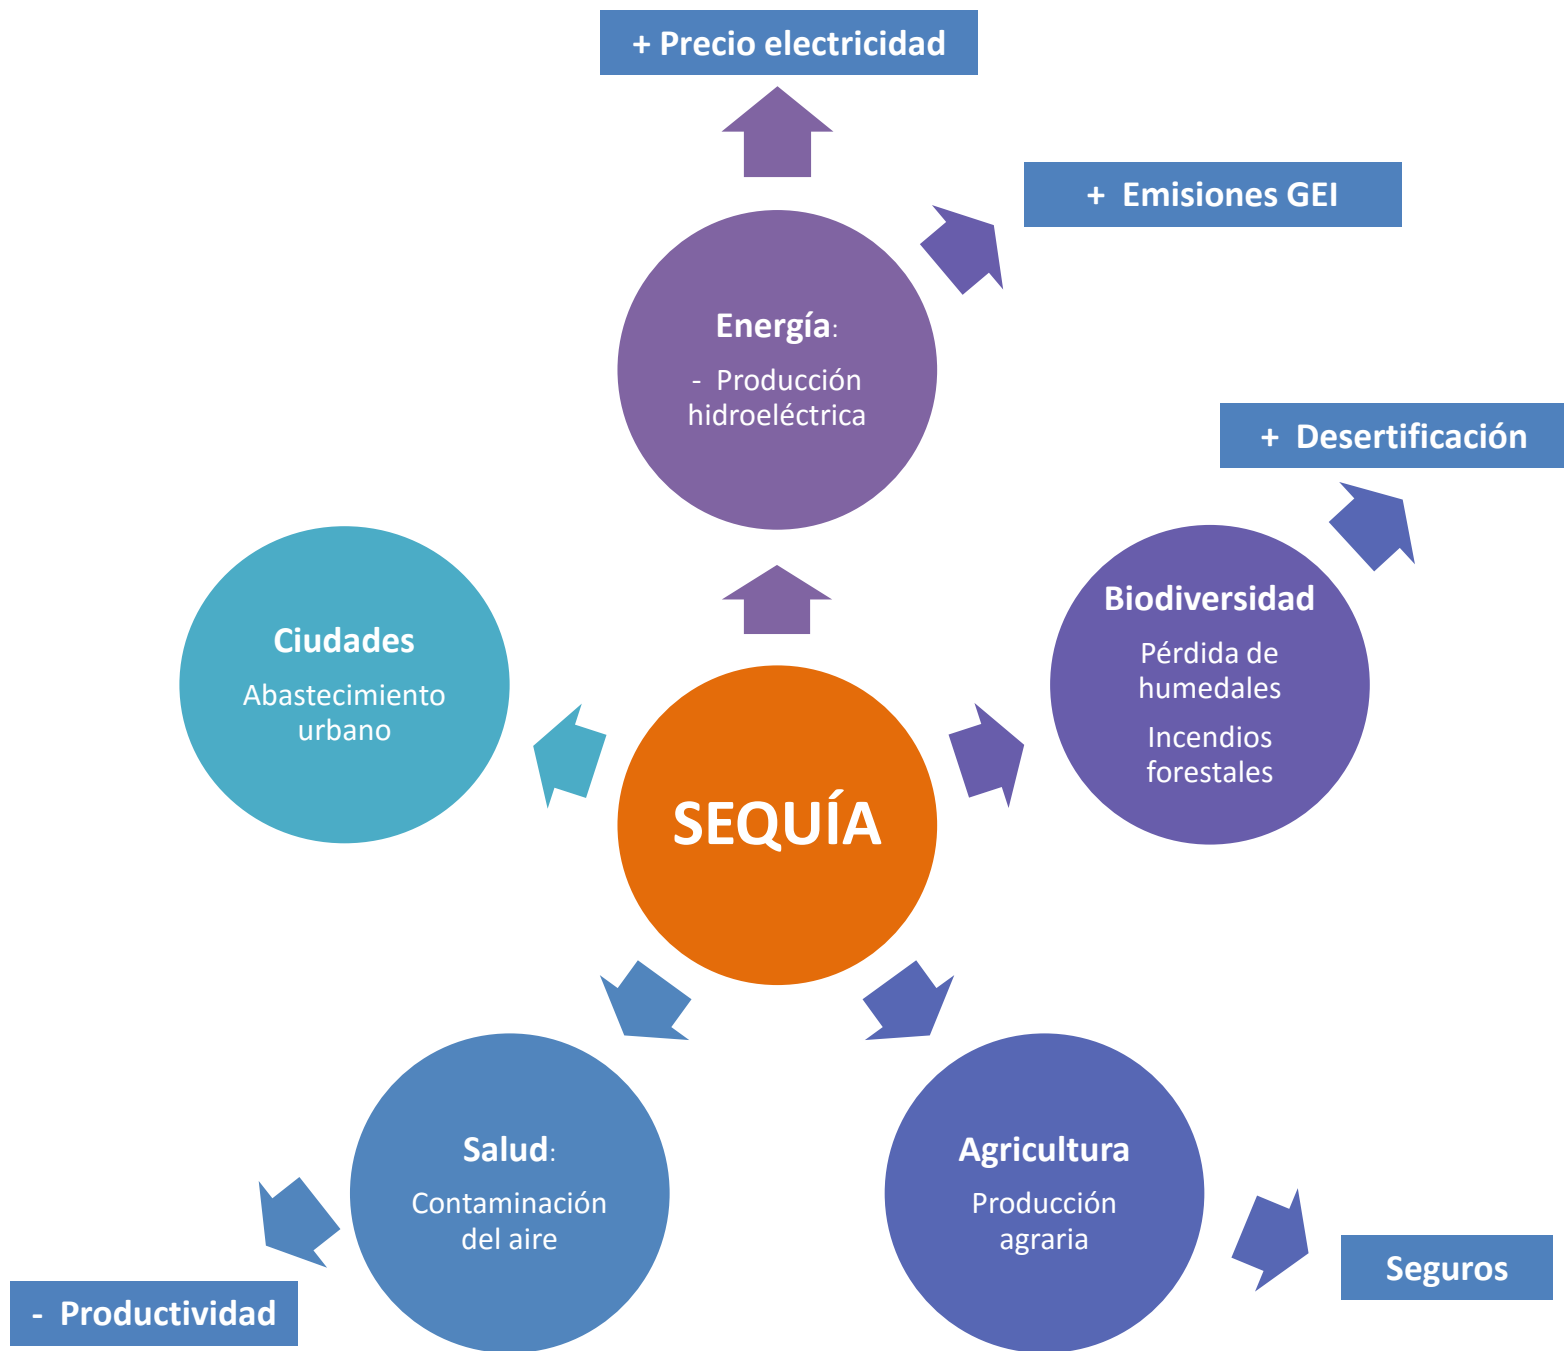 + Precio electricidad
+ Emisiones GEI
Energía:
- Producción
hidroeléctrica
+ Desertificación
Biodiversidad
Pérdida de
humedales
Incendios
forestales
Ciudades
Abastecimiento
urbano
SEQUÍA
Salud:
Contaminación
del aire
Agricultura
Producción
agraria
Seguros
- Productividad